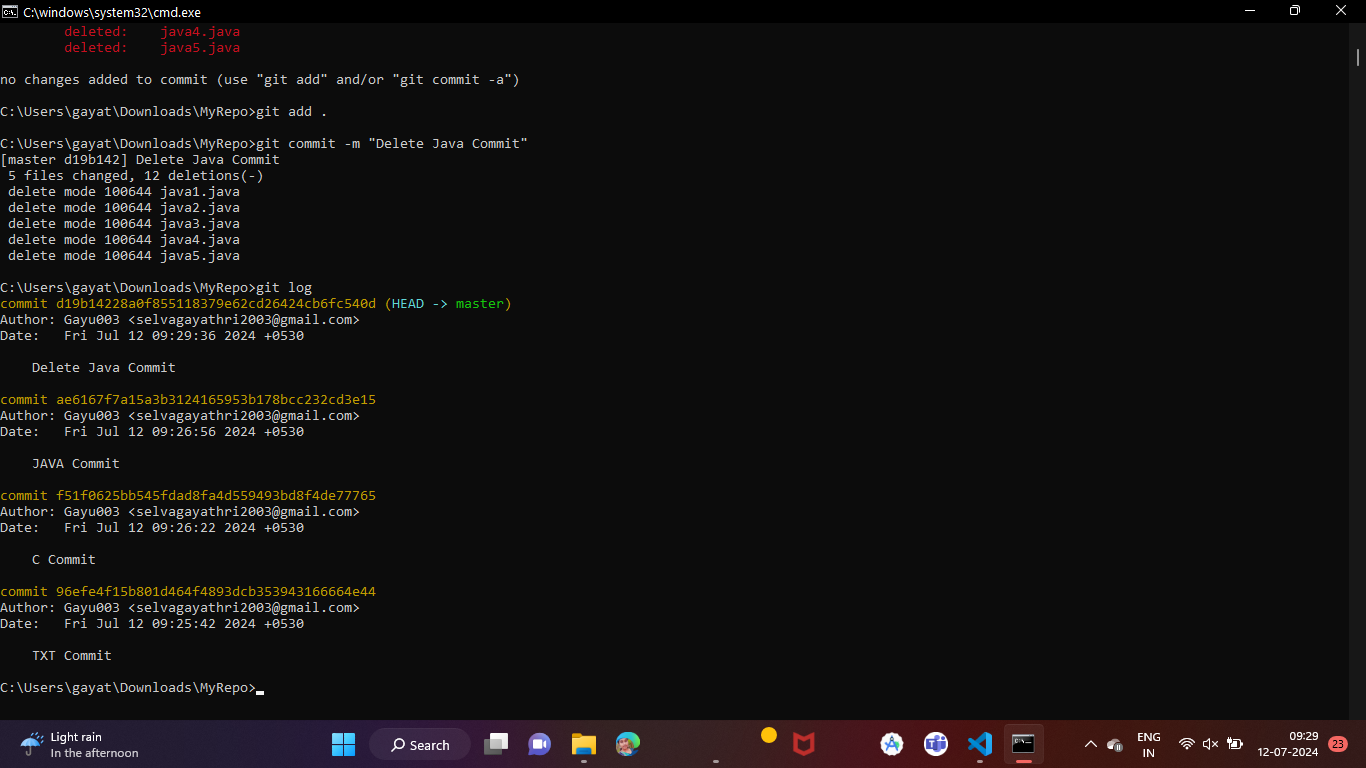 C:\windows\system32\cmd.exe
deleted:    java4.java
deleted:    java5.java
no changes added to commit (use "git add" and/or "git commit -a")
C:\Users\gayat\Downloads\MyRepo>git add .
C:\Users\gayat\Downloads\MyRepo>git commit -m "Delete Java Commit"
[master d19b142] Delete Java Commit
5 files changed, 12 deletions(-)
delete mode 100644 java1.java
delete mode 100644 java2.java
delete mode 100644 java3.java
delete mode 100644 java4.java
delete mode 100644 java5.java
C:\Users\gayat\Downloads\MyRepo>git log
commit d19b14228a0f855118379e62cd26424cb6fc540d (HEAD -> master)
Author: Gayu003 <selvagayathri2003@gmail.com>
Date:   Fri Jul 12 09:29:36 2024 +0530
Delete Java Commit
commit ae6167f7a15a3b3124165953b178bcc232cd3e15
Author: Gayu003 <selvagayathri2003@gmail.com>
Date:   Fri Jul 12 09:26:56 2024 +0530
JAVA Commit
commit f51f0625bb545fdad8fa4d559493bd8f4de77765
Author: Gayu003 <selvagayathri2003@gmail.com>
Date:   Fri Jul 12 09:26:22 2024 +0530
C Commit
commit 96efe4f15b801d464f4893dcb353943166664e44
Author: Gayu003 <selvagayathri2003@gmail.com>
Date:   Fri Jul 12 09:25:42 2024 +0530
TXT Commit
C:\Users\gayat\Downloads\MyRepo>
Light rain
In the afternoon
Search
ENG
IN
09:29
12-07-2024
23